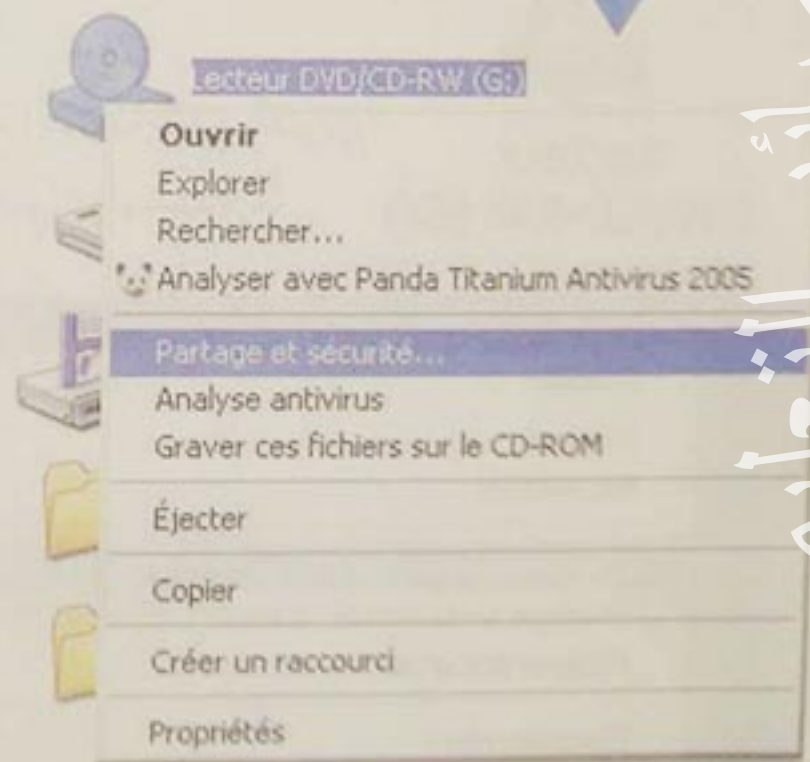 Lecteur DVD/CD-RW (G:)
Ouvrir
Explorer
Rechercher...
Analyser avec Panda Titanium Antivirus 2005
Partage et sécurité...
Analyse antivirus
Graver ces fichiers sur le CD-ROM
Éjecter
Copier
Créer un raccourci
Propriétés